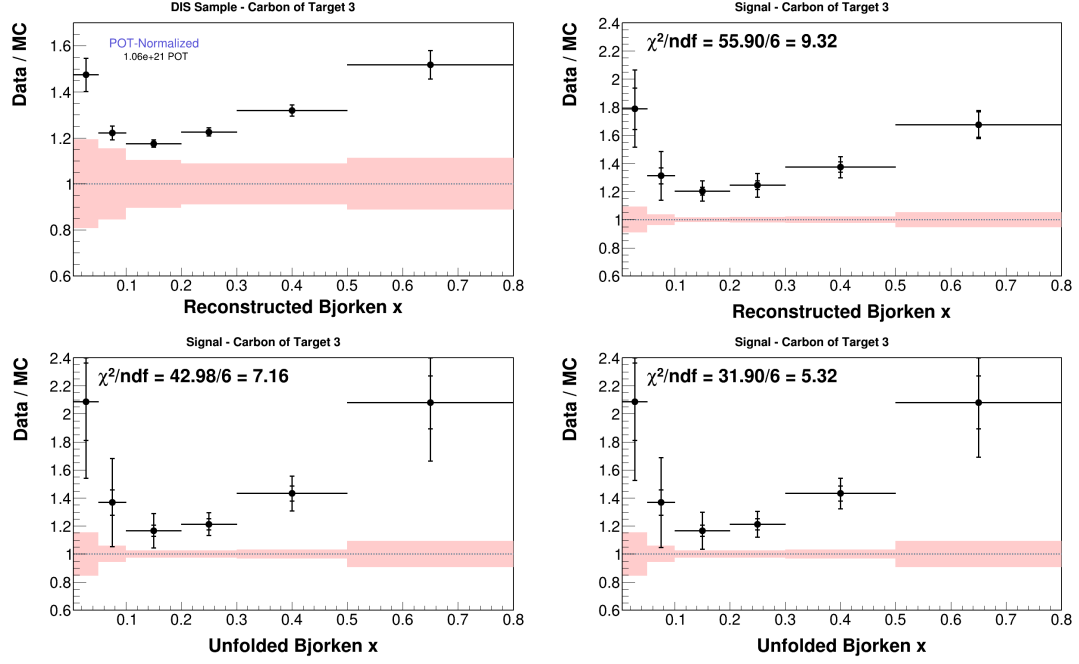 DIS Sample - Carbon of Target 3
Data / MC
1.6
1.4
1.2
1
0.8
0.6
POT-Normalized
1.06e+21 POT
0.1 0.2 0.3 0.4 0.5 0.6 0.7 0.8
Reconstructed Bjorken x
Signal - Carbon of Target 3
Data / MC
2.4
2.2
2
1.8
1.6
1.4
1.2
1
0.8
0.6
χ²/ndf = 55.90/6 = 9.32
0.1 0.2 0.3 0.4 0.5 0.6 0.7 0.8
Reconstructed Bjorken x
Signal - Carbon of Target 3
Data / MC
2.4
2.2
2
1.8
1.6
1.4
1.2
1
0.8
0.6
χ²/ndf = 42.98/6 = 7.16
0.1 0.2 0.3 0.4 0.5 0.6 0.7 0.8
Unfolded Bjorken x
Signal - Carbon of Target 3
Data / MC
2.4
2.2
2
1.8
1.6
1.4
1.2
1
0.8
0.6
χ²/ndf = 31.90/6 = 5.32
0.1 0.2 0.3 0.4 0.5 0.6 0.7 0.8
Unfolded Bjorken x